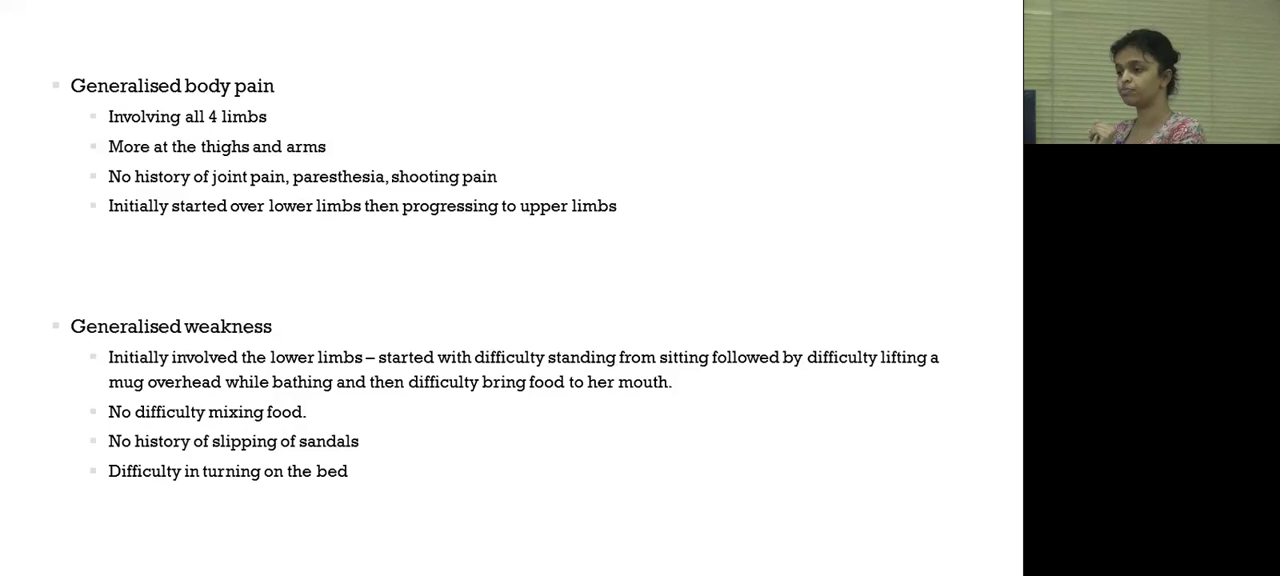 Generalised body pain
Involving all 4 limbs
More at the thighs and arms
No history of joint pain, paresthesia, shooting pain
Initially started over lower limbs then progressing to upper limbs
Generalised weakness
Initially involved the lower limbs – started with difficulty standing from sitting followed by difficulty lifting a
mug overhead while bathing and then difficulty bring food to her mouth.
No difficulty mixing food.
No history of slipping of sandals
Difficulty in turning on the bed